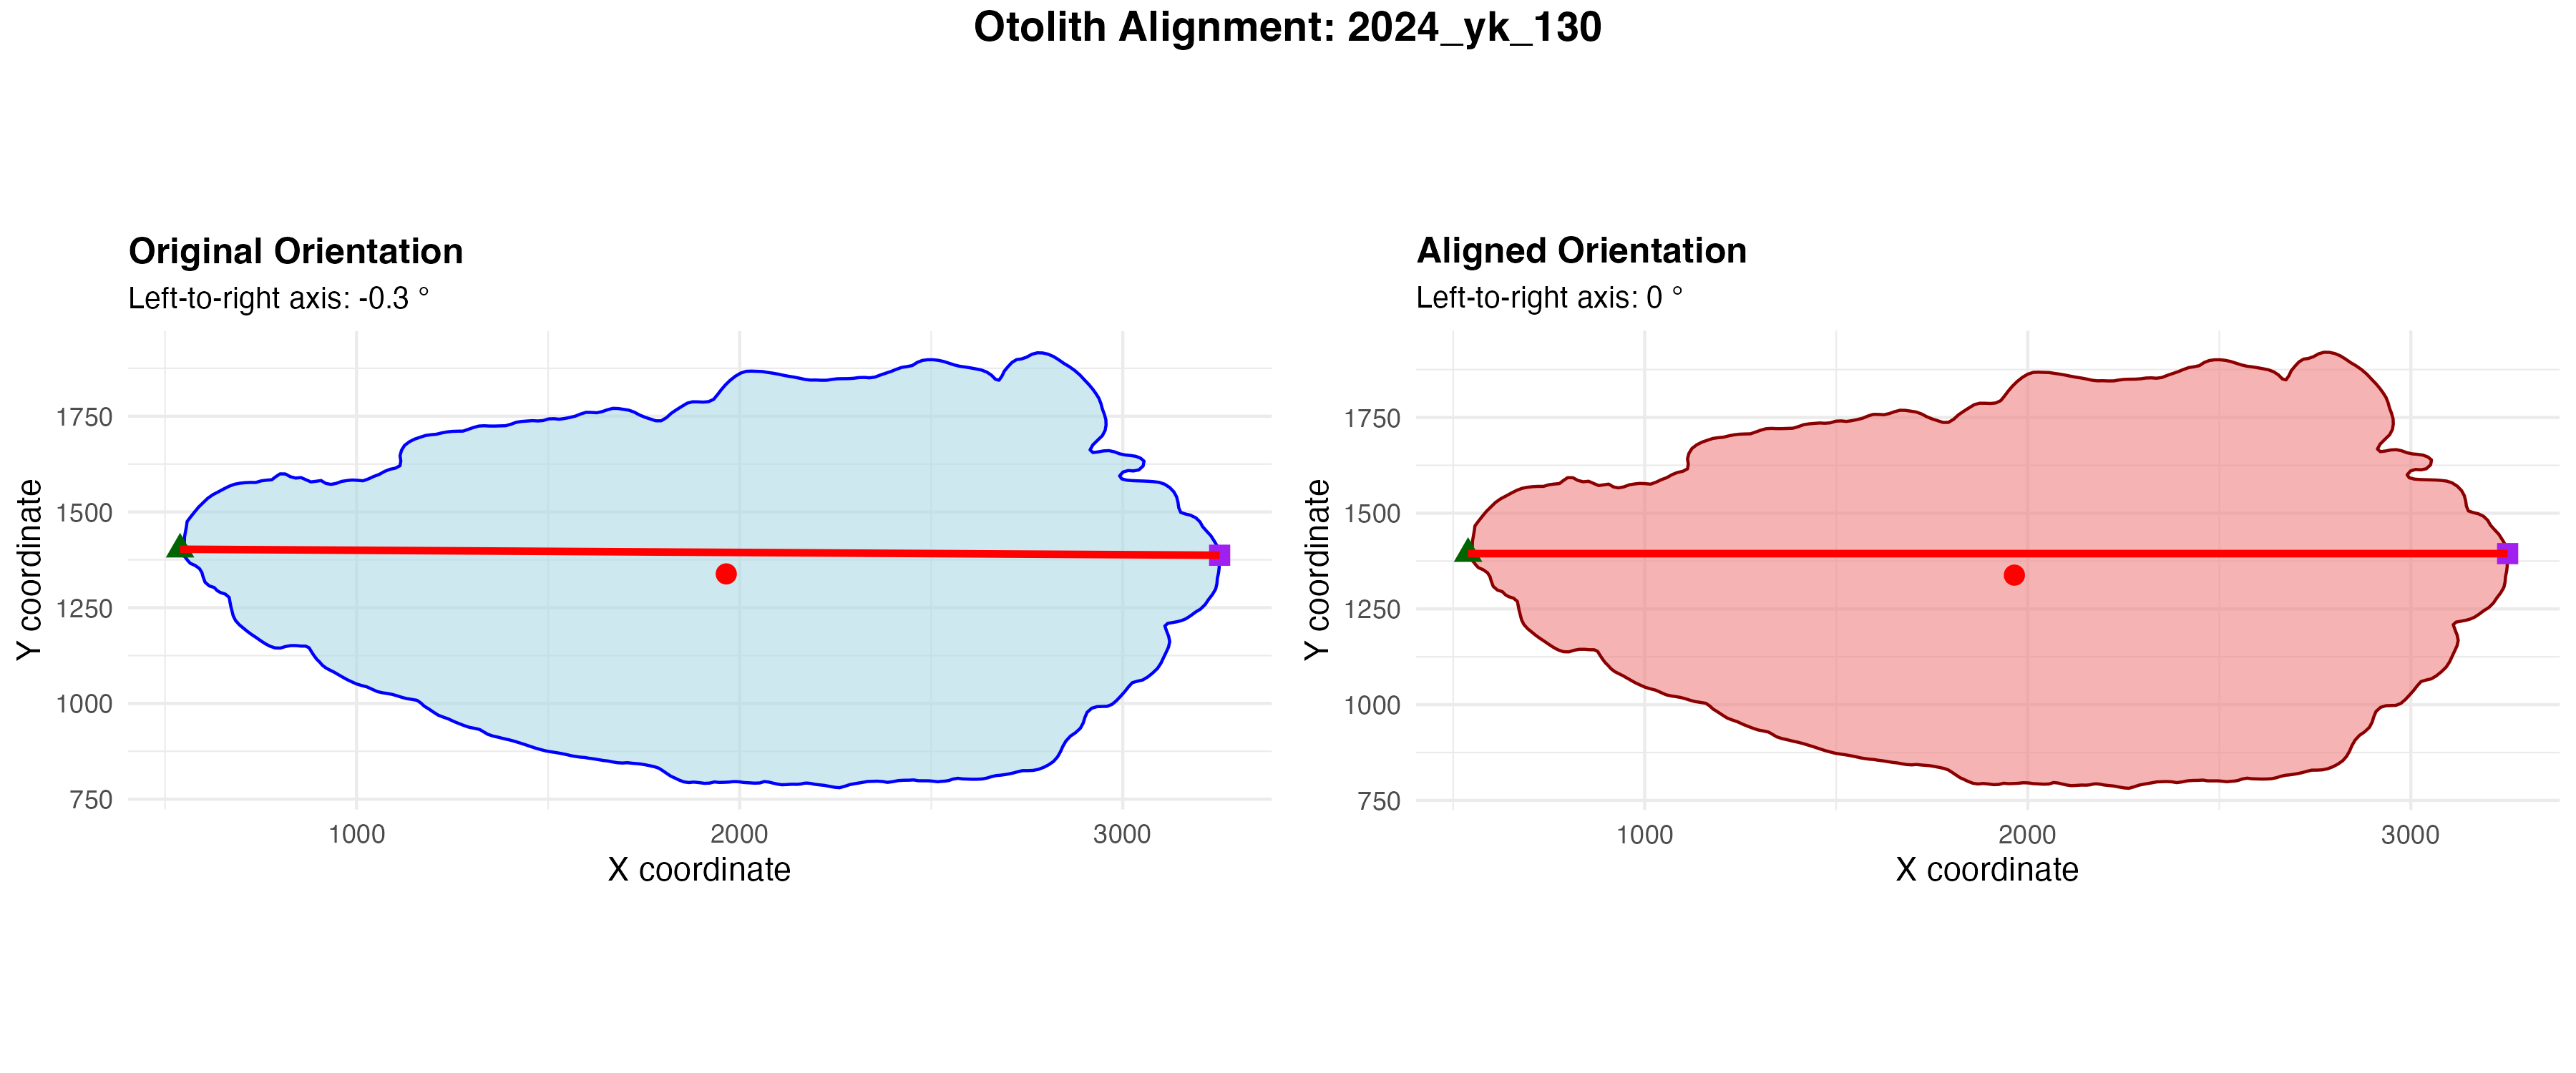 Otolith Alignment: 2024_yk_130
Original Orientation
Left-to-right axis: -0.3 °
Y coordinate
1750
1500
1250
1000
750
1000 2000 3000
X coordinate
Aligned Orientation
Left-to-right axis: 0 °
Y coordinate
1750
1500
1250
1000
750
1000 2000 3000
X coordinate